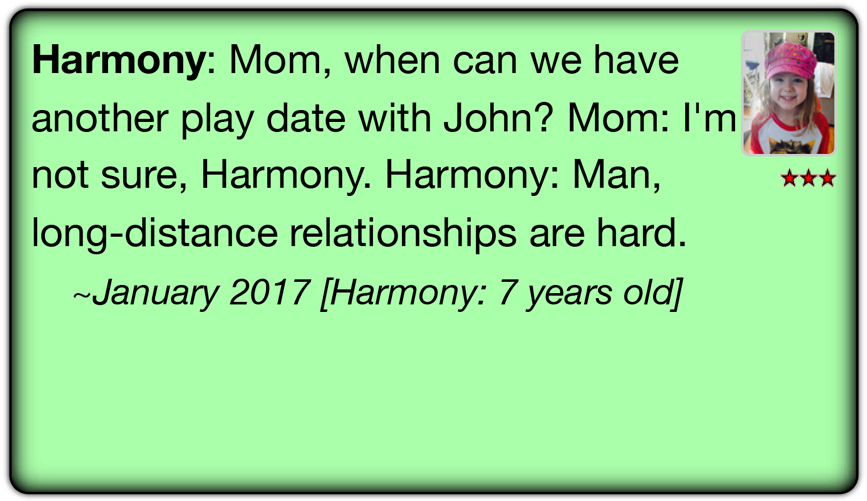 Harmony: Mom, when can we have
another play date with John? Mom: I'm
not sure, Harmony. Harmony: Man,
long-distance relationships are hard.
~January 2017 [Harmony: 7 years old]